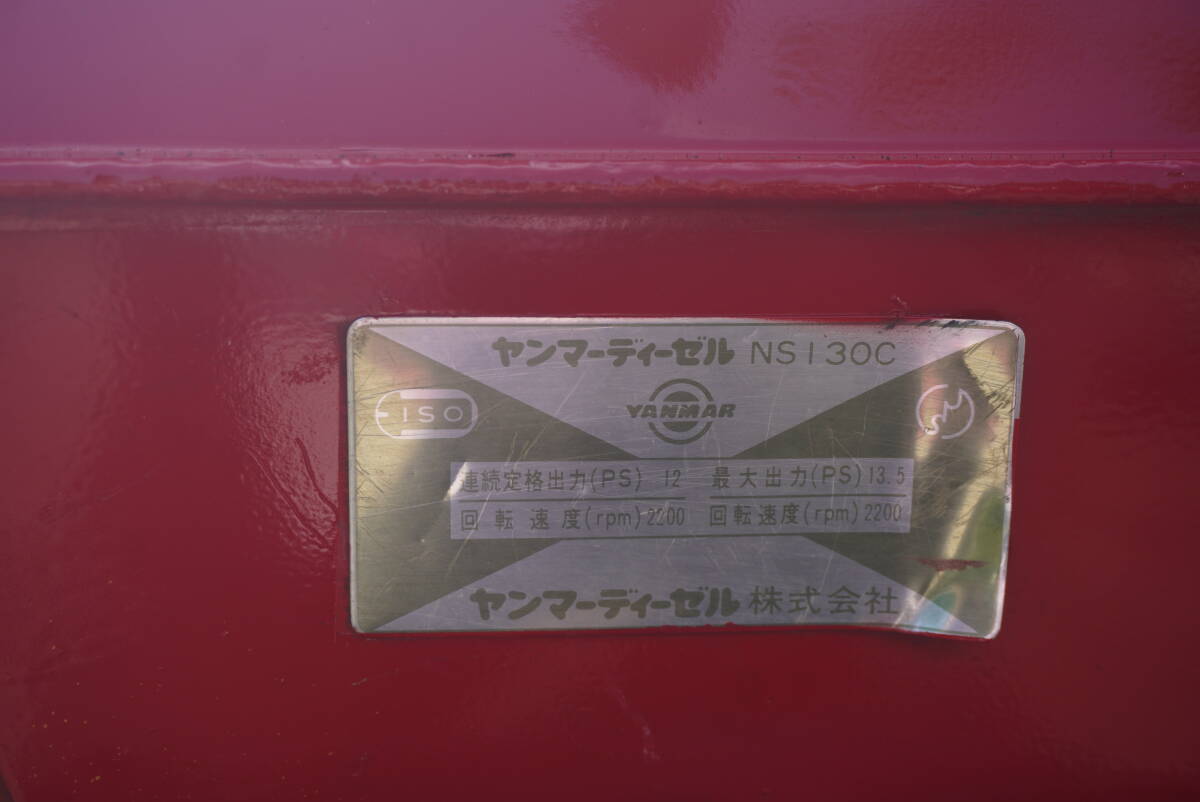 ヤンマーディーゼル NS130C
ISO
YANMAR
連続定格出力(PS) 12 最大出力(PS) 13.5
回転速度(rpm) 2200 回転速度(rpm) 2200
ヤンマーディーゼル株式会社